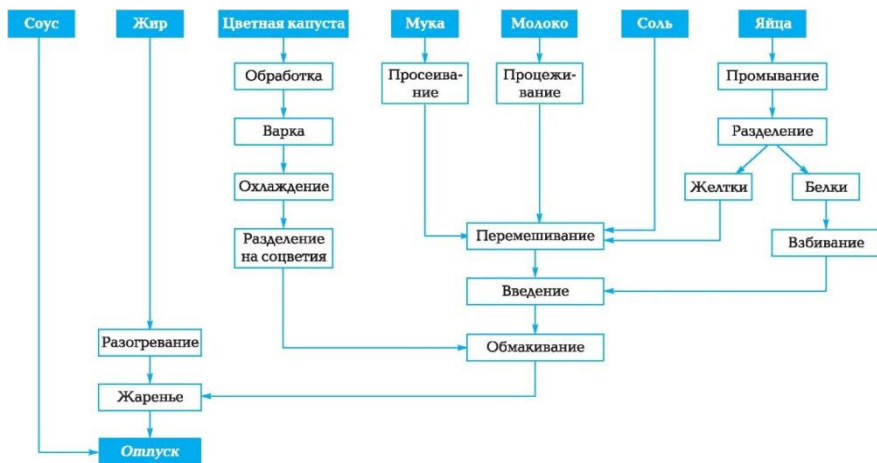 Соус
Жир
Цветная капуста
Мука
Молоко
Соль
Яйца
Обработка
Просеива-
ние
Процежи-
вание
Промывание
Варка
Разделение
Охлаждение
Желтки
Белки
Разделение
на соцветия
Перемешивание
Взбивание
Введение
Разогревание
Обмакивание
Жаренье
Отпуск